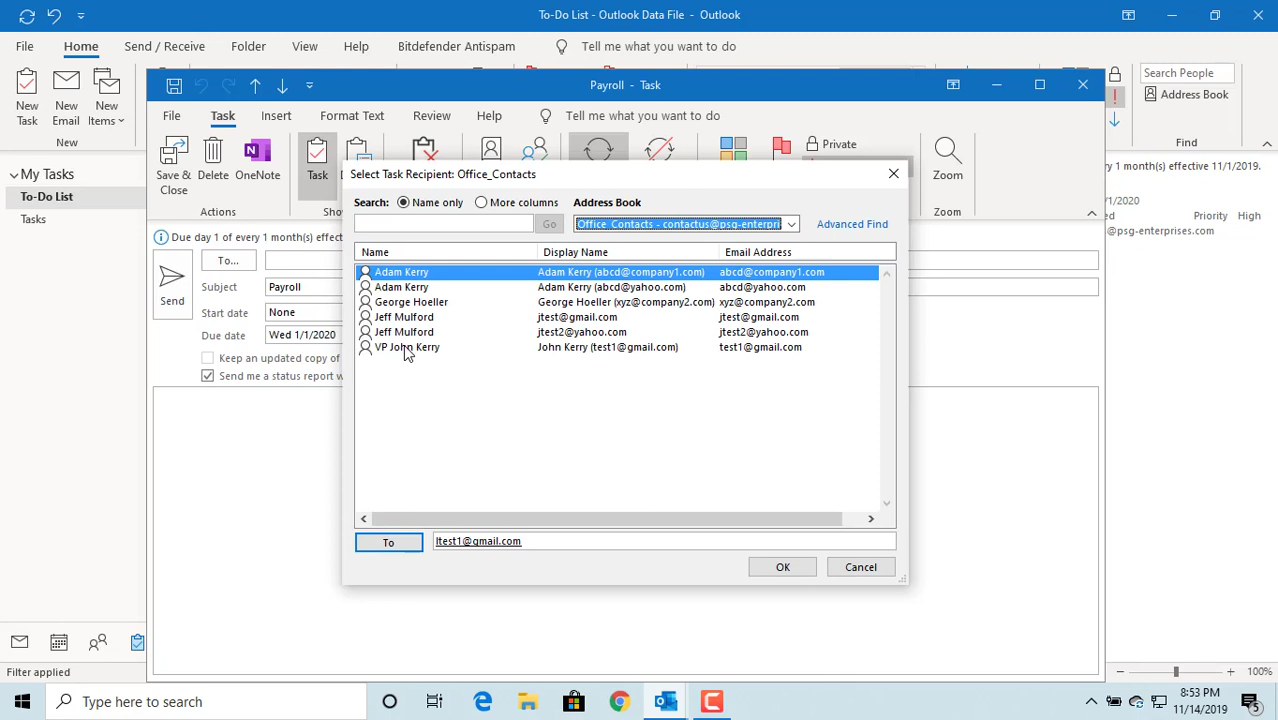 To-Do List - Outlook Data File - Outlook
File Home Send / Receive Folder View Help Bitdefender Antispam Tell me what you want to do
New Task
New Email
New Items
New
Search People
Address Book
Find
Payroll - Task
File Task Insert Format Text Review Help Tell me what you want to do
Save & Close
Delete
OneNote
Actions
Task
Private
Zoom
Zoom
My Tasks
To-Do List
Tasks
Due day 1 of every 1 month(s) effect
Send
To...
Subject Payroll
Start date None
Due date Wed 1/1/2020
Keep an updated copy of
Send me a status report w
Select Task Recipient: Office_Contacts
Search: Name only More columns Address Book
Go
Office_Contacts - contactus@psg-enterpri
Advanced Find
Name Display Name Email Address
Adam Kerry Adam Kerry (abcd@company1.com) abcd@company1.com
Adam Kerry Adam Kerry (abcd@yahoo.com) abcd@yahoo.com
George Hoeller George Hoeller (xyz@company2.com) xyz@company2.com
Jeff Mulford jtest@gmail.com jtest@gmail.com
Jeff Mulford jtest2@yahoo.com jtest2@yahoo.com
VP John Kerry John Kerry (test1@gmail.com) test1@gmail.com
To
ltest1@gmail.com
OK Cancel
y 1 month(s) effective 11/1/2019.
/2020
@psg-enterprises.com
Filter applied
100%
Type here to search
8:53 PM
11/14/2019
5